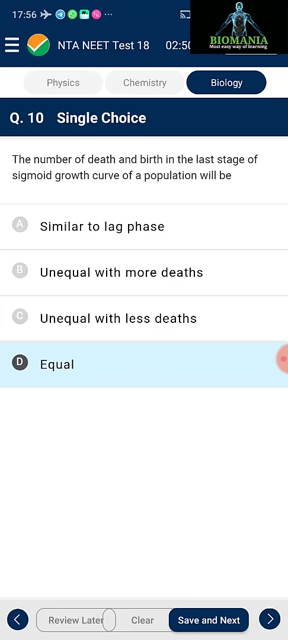 17:56
BIOMANIA
Most easy way of learning
NTA NEET Test 18
02:50
Physics
Chemistry
Biology
Q. 10 Single Choice
The number of death and birth in the last stage of
sigmoid growth curve of a population will be
A Similar to lag phase
B Unequal with more deaths
C Unequal with less deaths
D Equal
Review Later
Clear
Save and Next